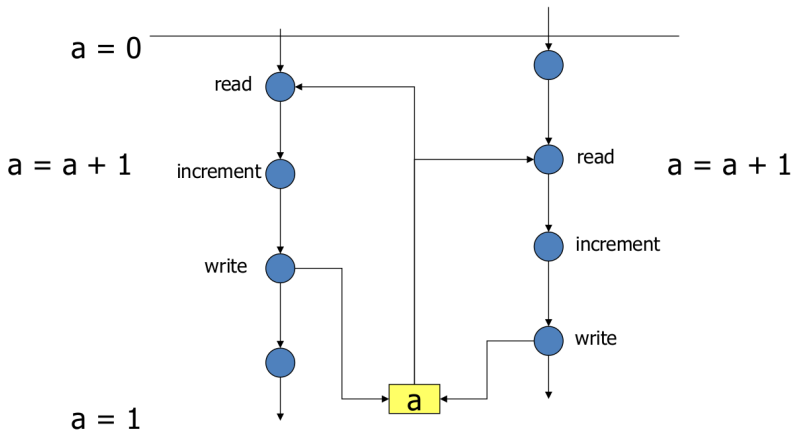 a = 0
read
a = a + 1
read
a = a + 1
increment
increment
write
write
a
a = 1